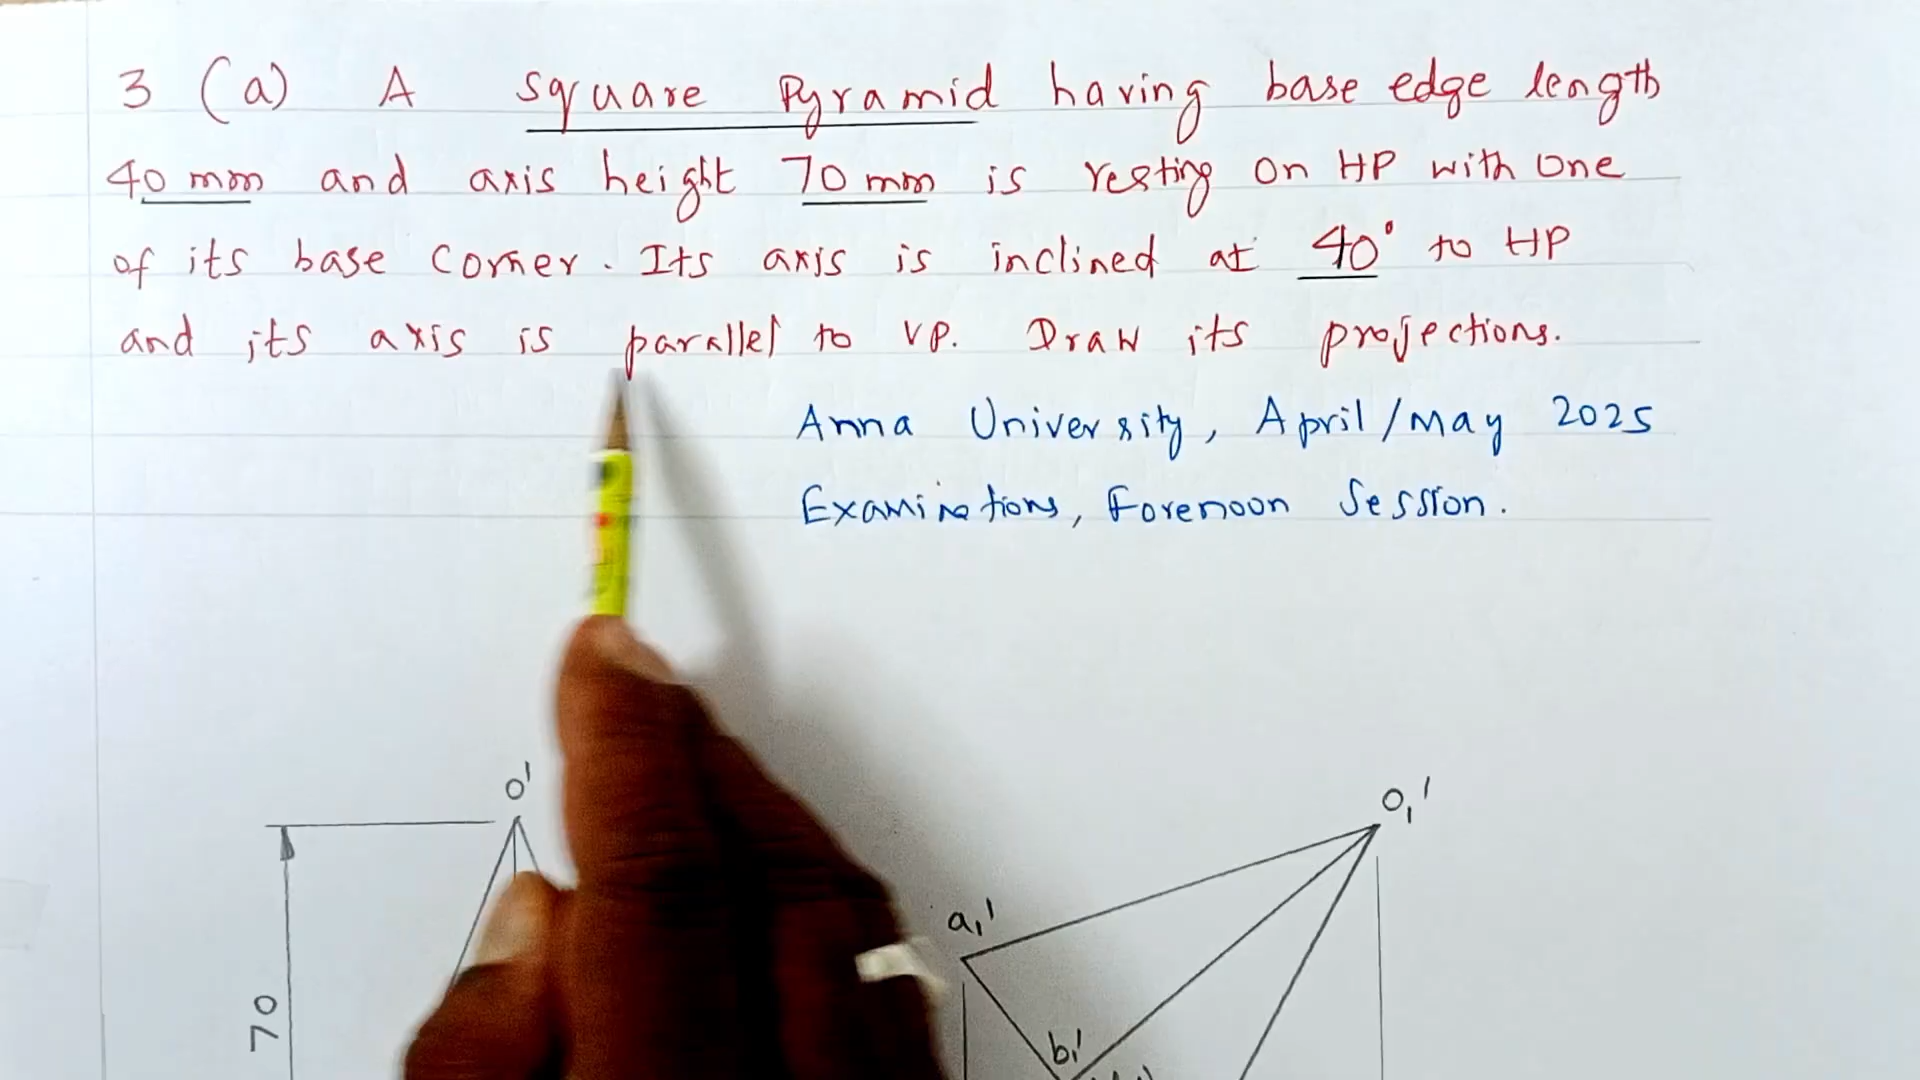 3 (a) A square pyramid having base edge length
40 mm and axis height 70 mm is resting on HP with one
of its base corner. Its axis is inclined at 40° to HP
and its axis is parallel to VP. Draw its projections.
Anna University, April/May 2025
Examinations, Forenoon Session.
o'
o₁'
a₁'
70
b₁'